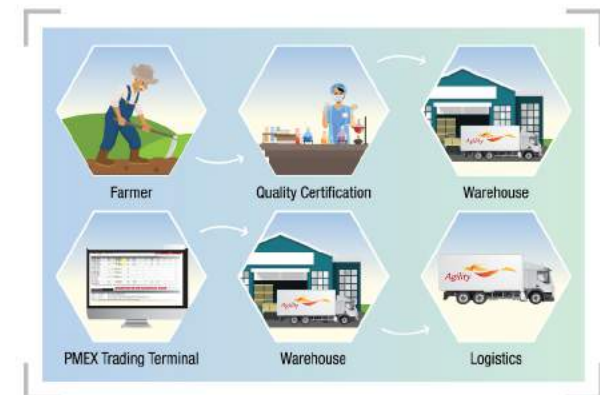 Agility
Farmer
Quality Certification
Warehouse
Agility
Agility
PMEX Trading Terminal
Warehouse
Logistics